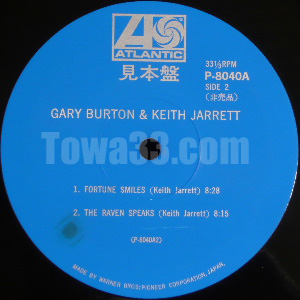 ATLANTIC
見本盤
33⅓RPM
P-8040A
SIDE 2
(非売品)
GARY BURTON & KEITH JARRETT
Towa33.com
1. FORTUNE SMILES (Keith Jarrett) 8:28
2. THE RAVEN SPEAKS (Keith Jarrett) 8:15
(P-8040A2)
MADE BY WARNER BROS.-PIONEER CORPORATION, JAPAN.